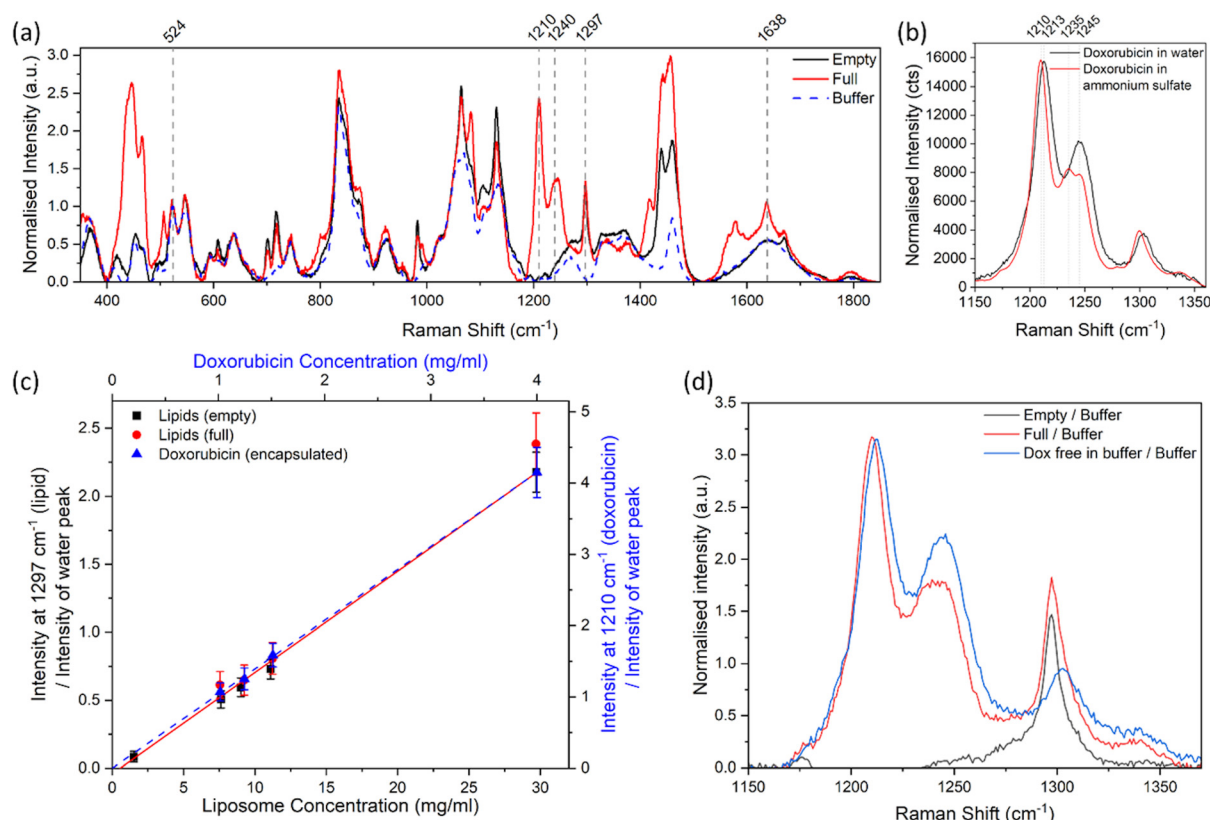 (a)
524
1210
1240
1297
1638
Normalised Intensity (a.u.)
3.0
2.5
2.0
1.5
1.0
0.5
0.0
Empty
Full
Buffer
400
600
800
1000
1200
1400
1600
1800
Raman Shift (cm-1)
(b)
1210
1213
1235
1245
Normalised Intensity (cts)
16000
14000
12000
10000
8000
6000
4000
2000
0
Doxorubicin in water
Doxorubicin in
ammonium sulfate
1150
1200
1250
1300
1350
Raman Shift (cm-1)
(c)
Doxorubicin Concentration (mg/ml)
0
1
2
3
4
Lipids (empty)
Lipids (full)
Doxorubicin (encapsulated)
Intensity at 1297 cm-1 (lipid)
/ Intensity of water peak
2.5
2.0
1.5
1.0
0.5
0.0
5
4
3
2
1
0
Intensity at 1210 cm-1 (doxorubicin)
/ Intensity of water peak
0
5
10
15
20
25
30
Liposome Concentration (mg/ml)
(d)
Normalised intensity (a.u.)
3.5
3.0
2.5
2.0
1.5
1.0
0.5
0.0
Empty / Buffer
Full / Buffer
Dox free in buffer / Buffer
1150
1200
1250
1300
1350
Raman Shift (cm-1)